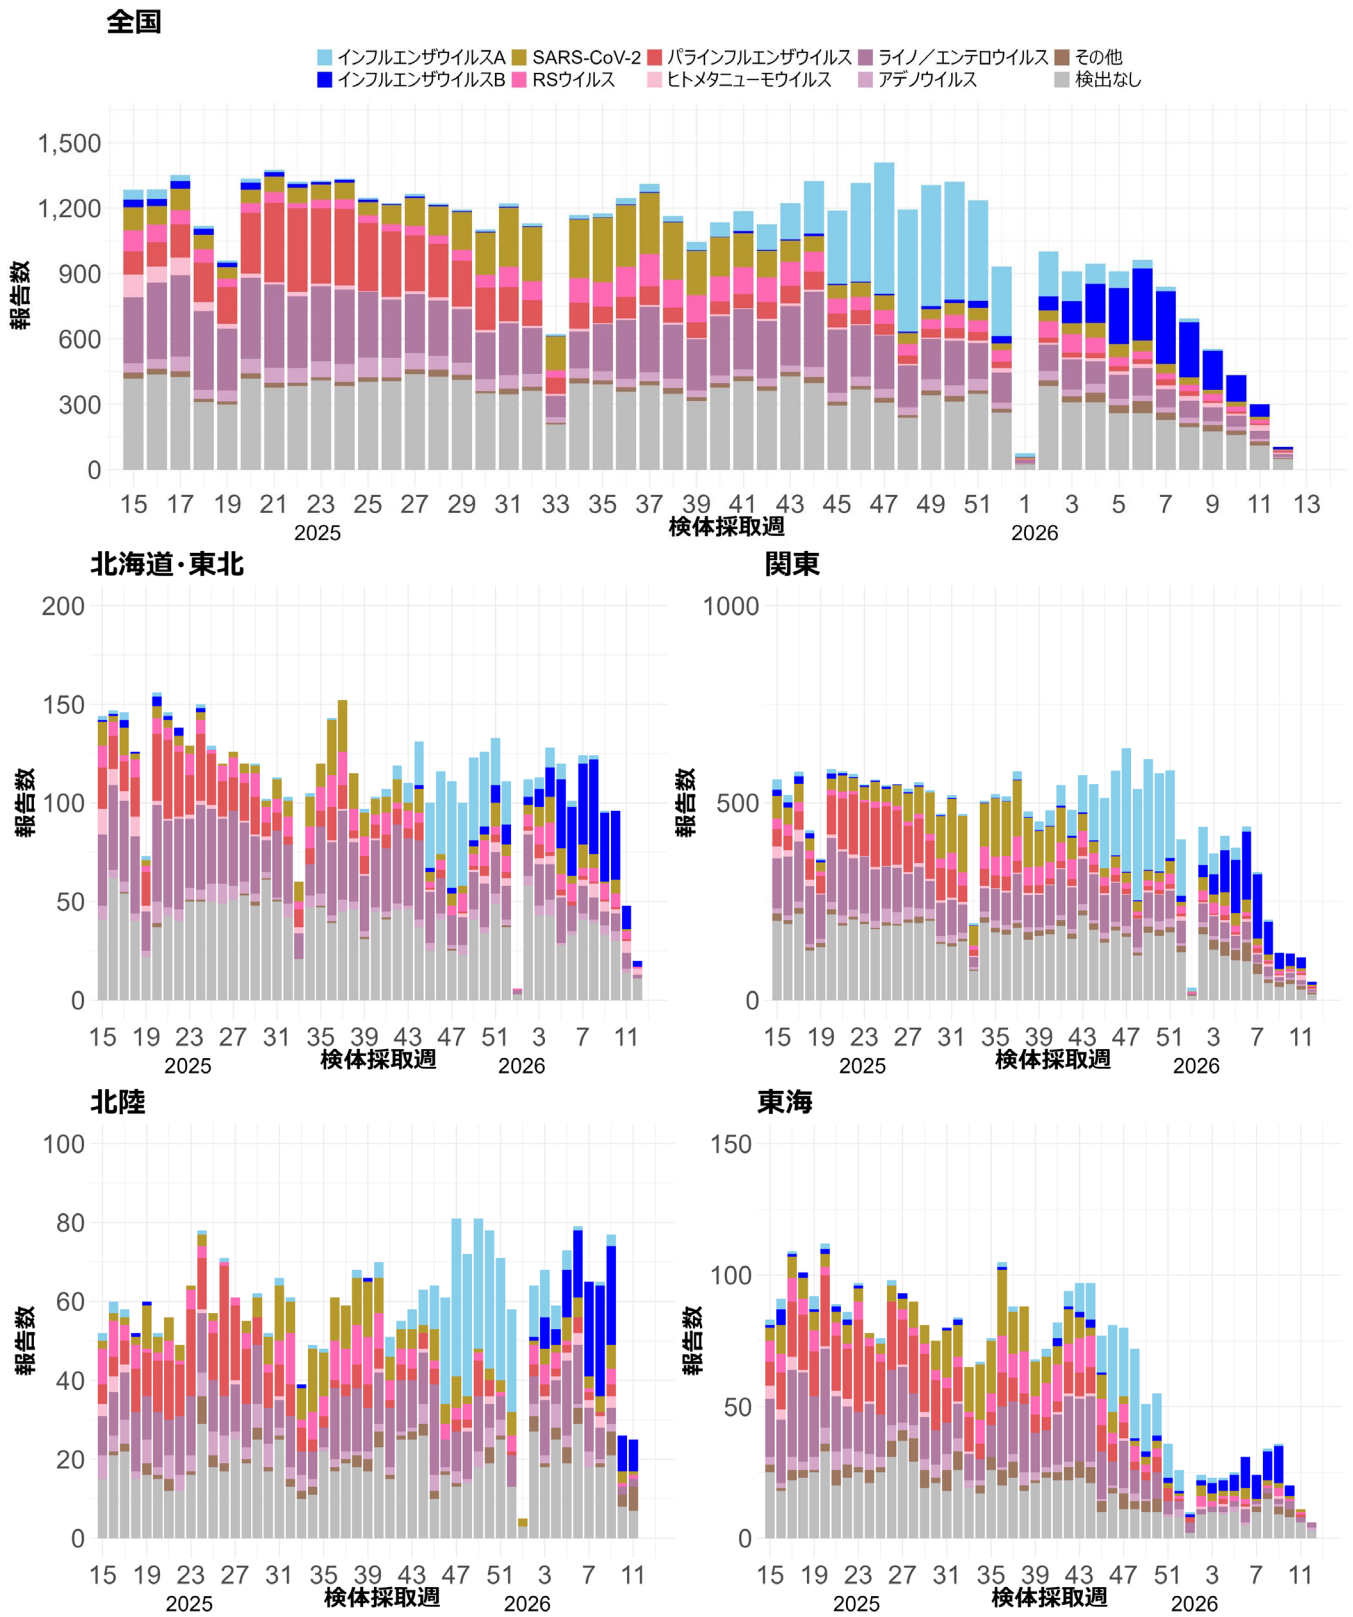 全国
インフルエンザウイルスA SARS-CoV-2 パラインフルエンザウイルス ライノ／エンテロウイルス その他
インフルエンザウイルスB RSウイルス ヒトメタニューモウイルス アデノウイルス 検出なし
報告数
1,500
1,200
900
600
300
0
15 17 19 21 23 25 27 29 31 33 35 37 39 41 43 45 47 49 51 1 3 5 7 9 11 13
2025 検体採取週 2026
北海道・東北
報告数
200
150
100
50
0
15 19 23 27 31 35 39 43 47 51 3 7 11
2025 検体採取週 2026
関東
報告数
1000
500
0
15 19 23 27 31 35 39 43 47 51 3 7 11
2025 検体採取週 2026
北陸
報告数
100
80
60
40
20
0
15 19 23 27 31 35 39 43 47 51 3 7 11
2025 検体採取週 2026
東海
報告数
150
100
50
0
15 19 23 27 31 35 39 43 47 51 3 7 11
2025 検体採取週 2026